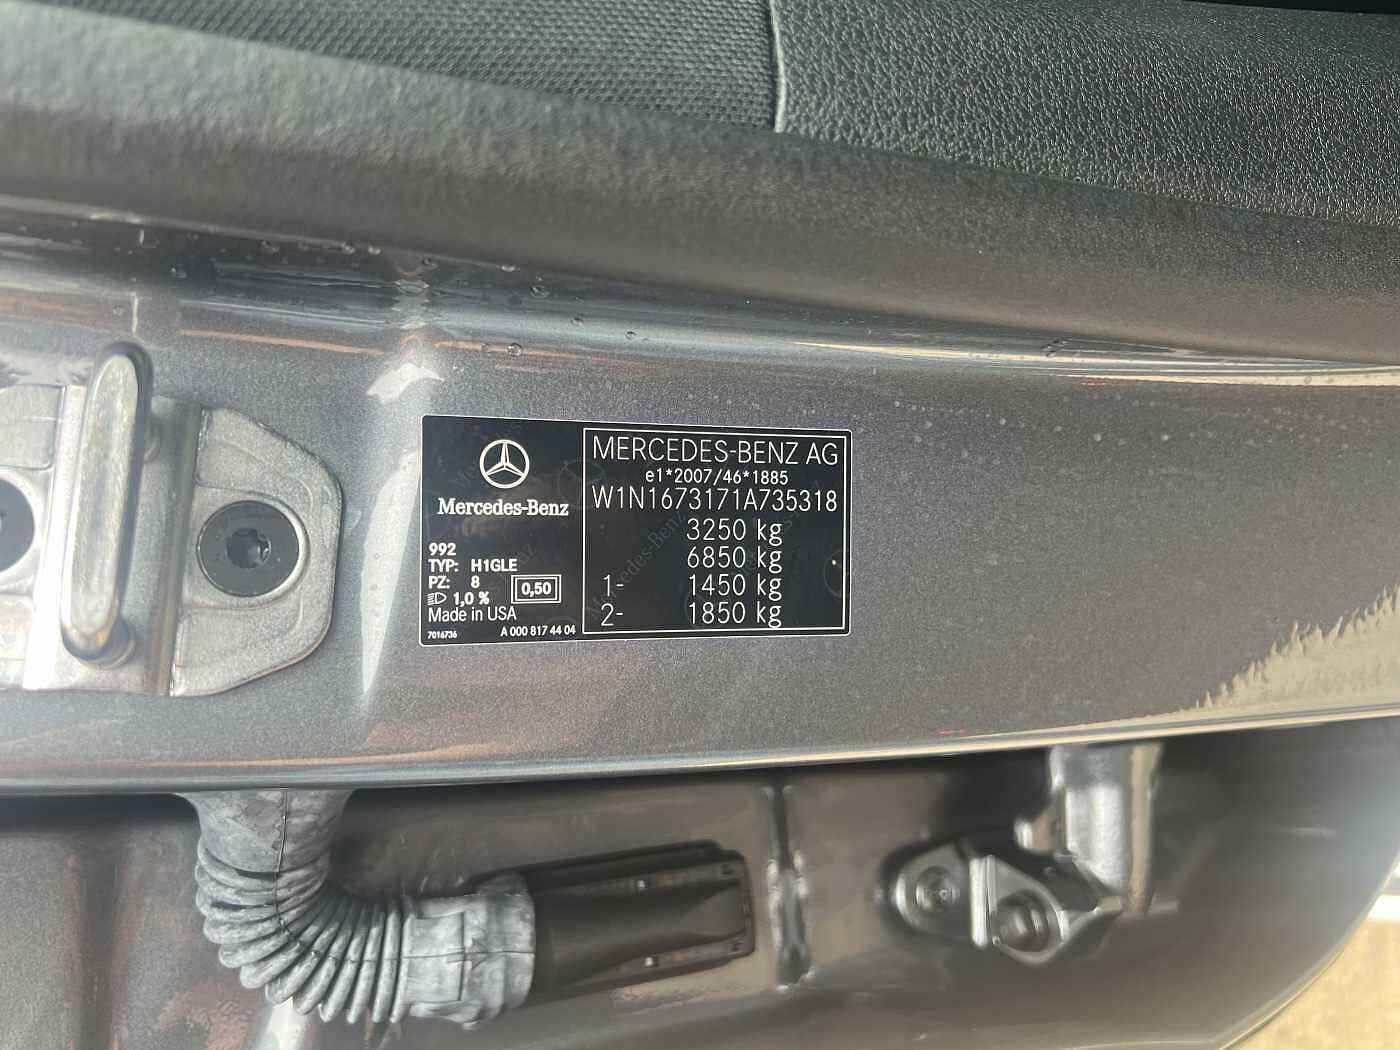 Mercedes-Benz
992
TYP: H1GLE
PZ: 8
1,0 %
0,50
Made in USA
7016736 A 000 817 44 04
MERCEDES-BENZ AG
e1*2007/46*1885
W1N1673171A735318
3250 kg
6850 kg
1- 1450 kg
2- 1850 kg